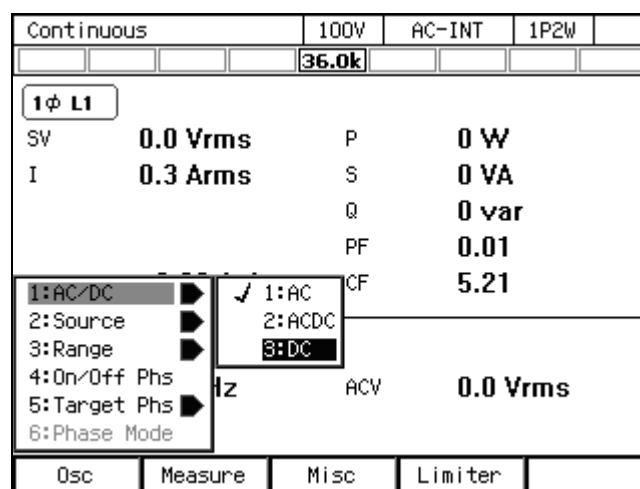 Continuous 100V AC-INT 1P2W
36.0k
1φ L1
SV 0.0 Vrms P 0 W
I 0.3 Arms S 0 VA
Q 0 var
PF 0.01
CF 5.21
1:AC/DC
2:Source
3:Range
4:On/Off Phs
5:Target Phs
6:Phase Mode
1:AC
2:ACDC
3:DC
Hz ACV 0.0 Vrms
Osc Measure Misc Limiter